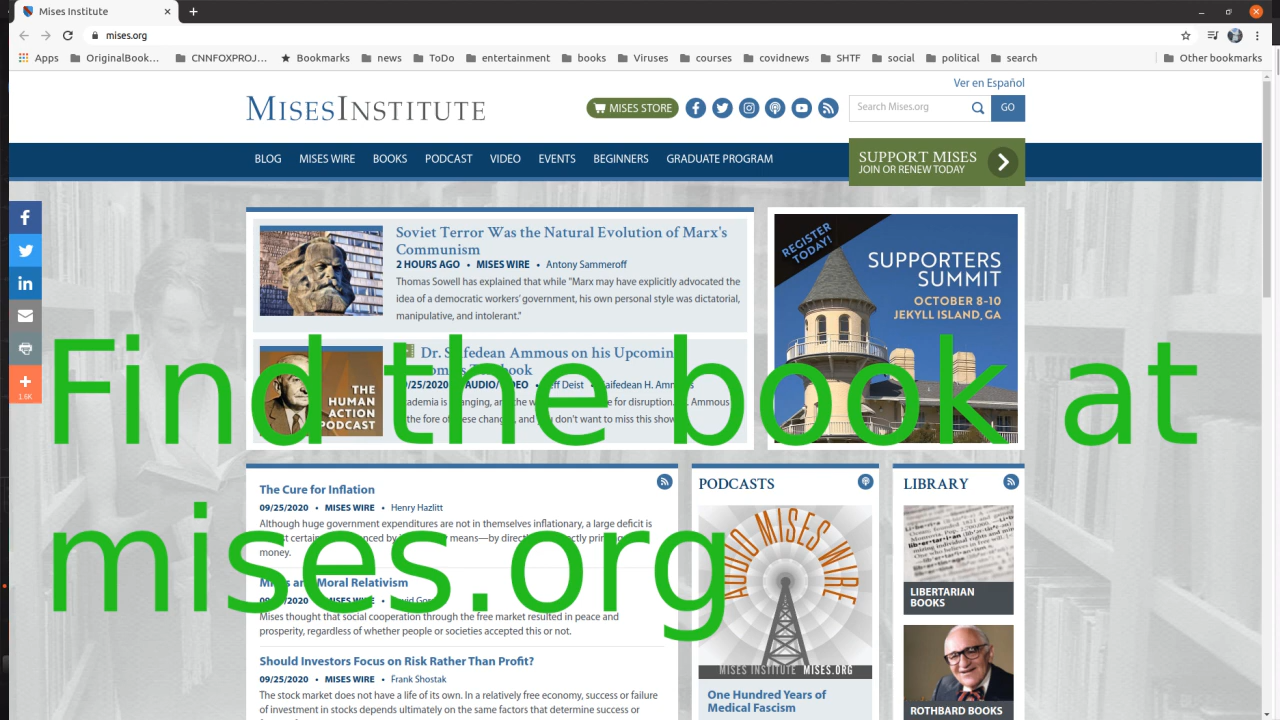 Mises Institute
mises.org
Apps
OriginalBook...
CNNFOXPROJ...
Bookmarks
news
ToDo
entertainment
books
Viruses
courses
covidnews
SHTF
social
political
search
Other bookmarks
Ver en Español
MISESINSTITUTE
MISES STORE
Search Mises.org
GO
BLOG
MISES WIRE
BOOKS
PODCAST
VIDEO
EVENTS
BEGINNERS
GRADUATE PROGRAM
SUPPORT MISES
JOIN OR RENEW TODAY
1.6K
Soviet Terror Was the Natural Evolution of Marx's
Communism
2 HOURS AGO • MISES WIRE • Antony Sammeroff
Thomas Sowell has explained that while "Marx may have explicitly advocated the
idea of a democratic workers' government, his own personal style was dictatorial,
manipulative, and intolerant."
REGISTER
TODAY!
SUPPORTERS
SUMMIT
OCTOBER 8-10
JEKYLL ISLAND, GA
THE
HUMAN
ACTION
PODCAST
Dr. Ammous on his
Find the book at
mises.org
The Cure for Inflation
09/25/2020 • MISES WIRE • Henry Hazlitt
Although huge government expenditures are not in themselves inflationary, a large deficit is
money.
and Moral Relativism
Mises thought that social cooperation through the free market resulted in peace and
prosperity, regardless of whether people or societies accepted this or not.
Should Investors Focus on Risk Rather Than Profit?
09/25/2020 • MISES WIRE • Frank Shostak
The stock market does not have a life of its own. In a relatively free economy, success or failure
of investment in stocks depends ultimately on the same factors that determine success or
PODCASTS
AUDIO MISES WIRE
MISES INSTITUTE MISES.ORG
One Hundred Years of
Medical Fascism
LIBRARY
LIBERTARIAN
BOOKS
ROTHBARD BOOKS